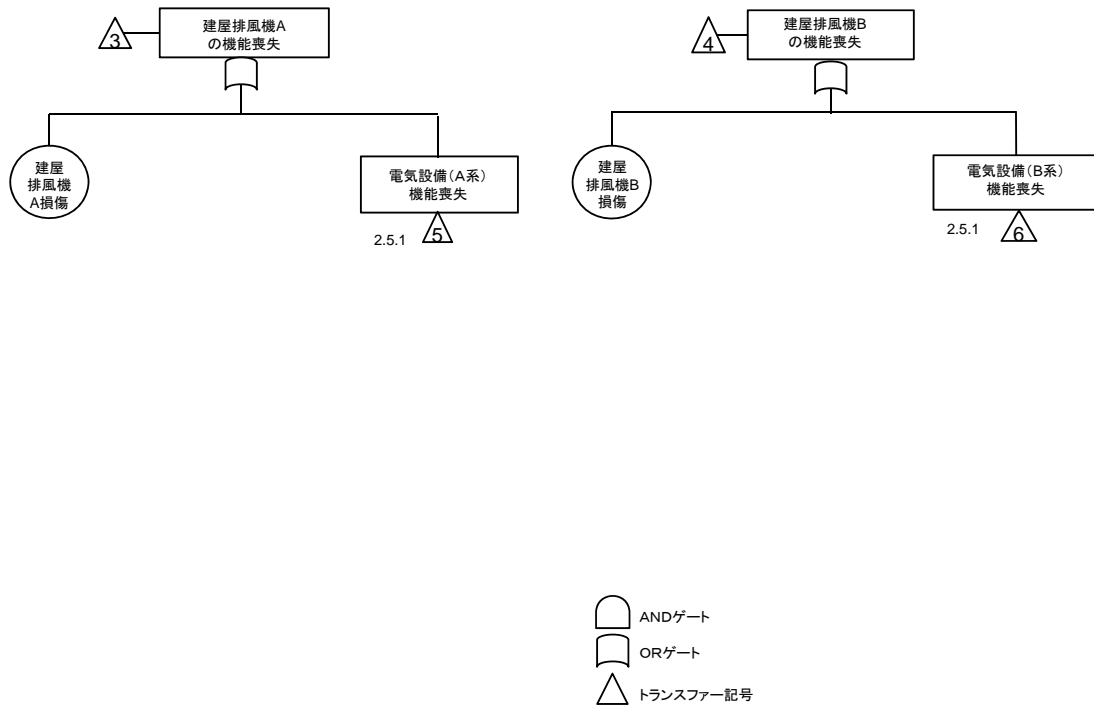 3
建屋排風機A
の機能喪失
建屋
排風機
A損傷
電気設備(A系)
機能喪失
2.5.1
5
4
建屋排風機B
の機能喪失
建屋
排風機B
損傷
電気設備(B系)
機能喪失
2.5.1
6
ANDゲート
ORゲート
トランスファー記号